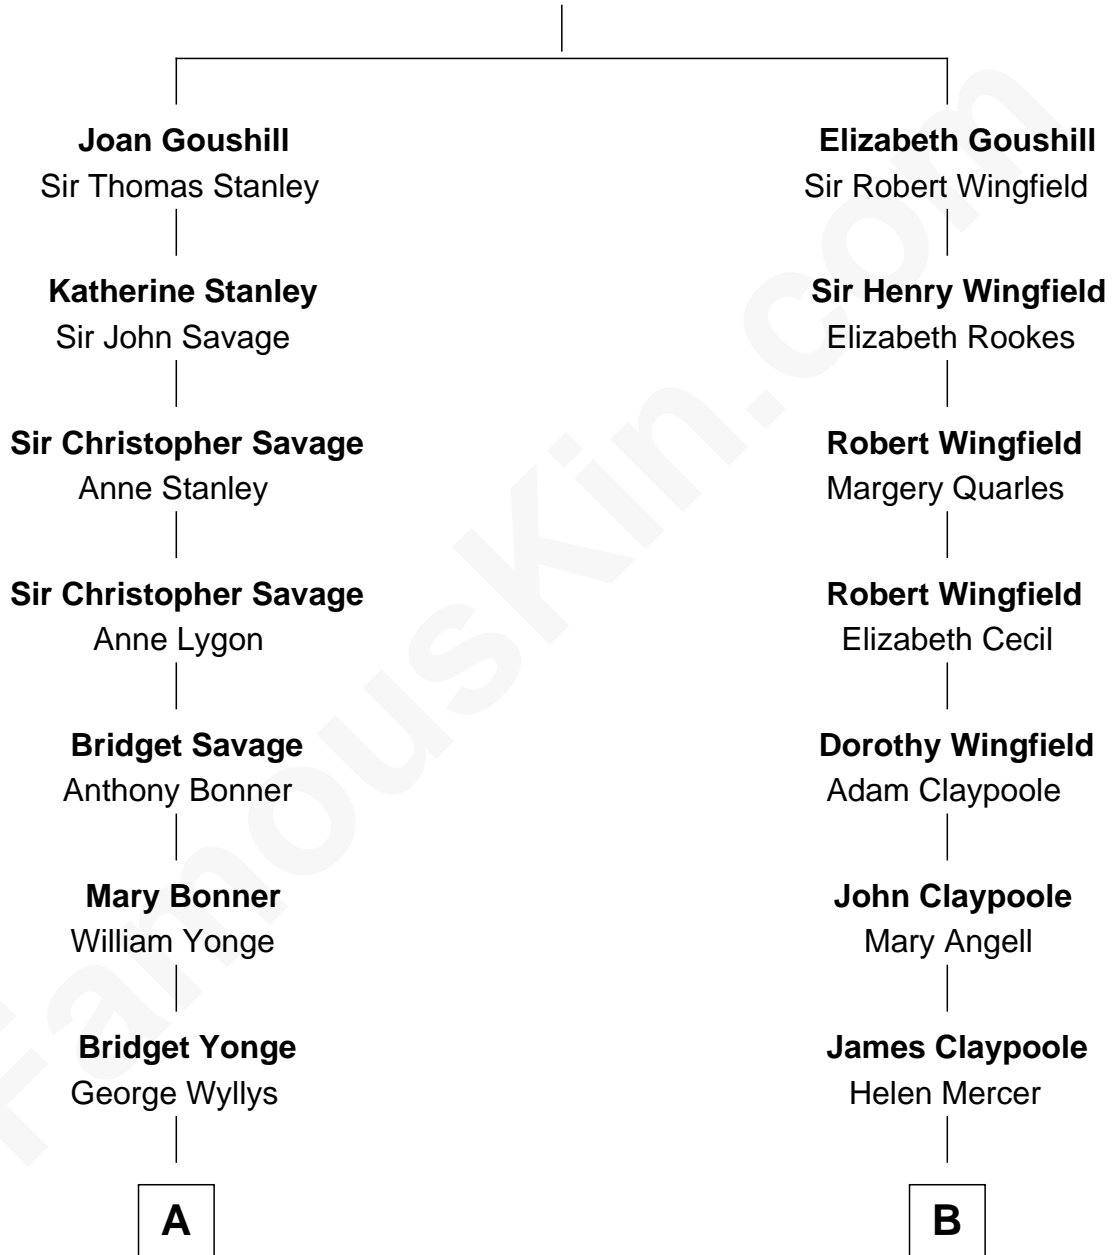 Joan Goushill
Sir Thomas Stanley
Katherine Stanley
Sir John Savage
Sir Christopher Savage
Anne Stanley
Sir Christopher Savage
Anne Lygon
Bridget Savage
Anthony Bonner
Mary Bonner
William Yonge
Bridget Yonge
George Wyllys
A
Elizabeth Goushill
Sir Robert Wingfield
Sir Henry Wingfield
Elizabeth Rookes
Robert Wingfield
Margery Quarles
Robert Wingfield
Elizabeth Cecil
Dorothy Wingfield
Adam Claypoole
John Claypoole
Mary Angell
James Claypoole
Helen Mercer
B
FamousKin.com